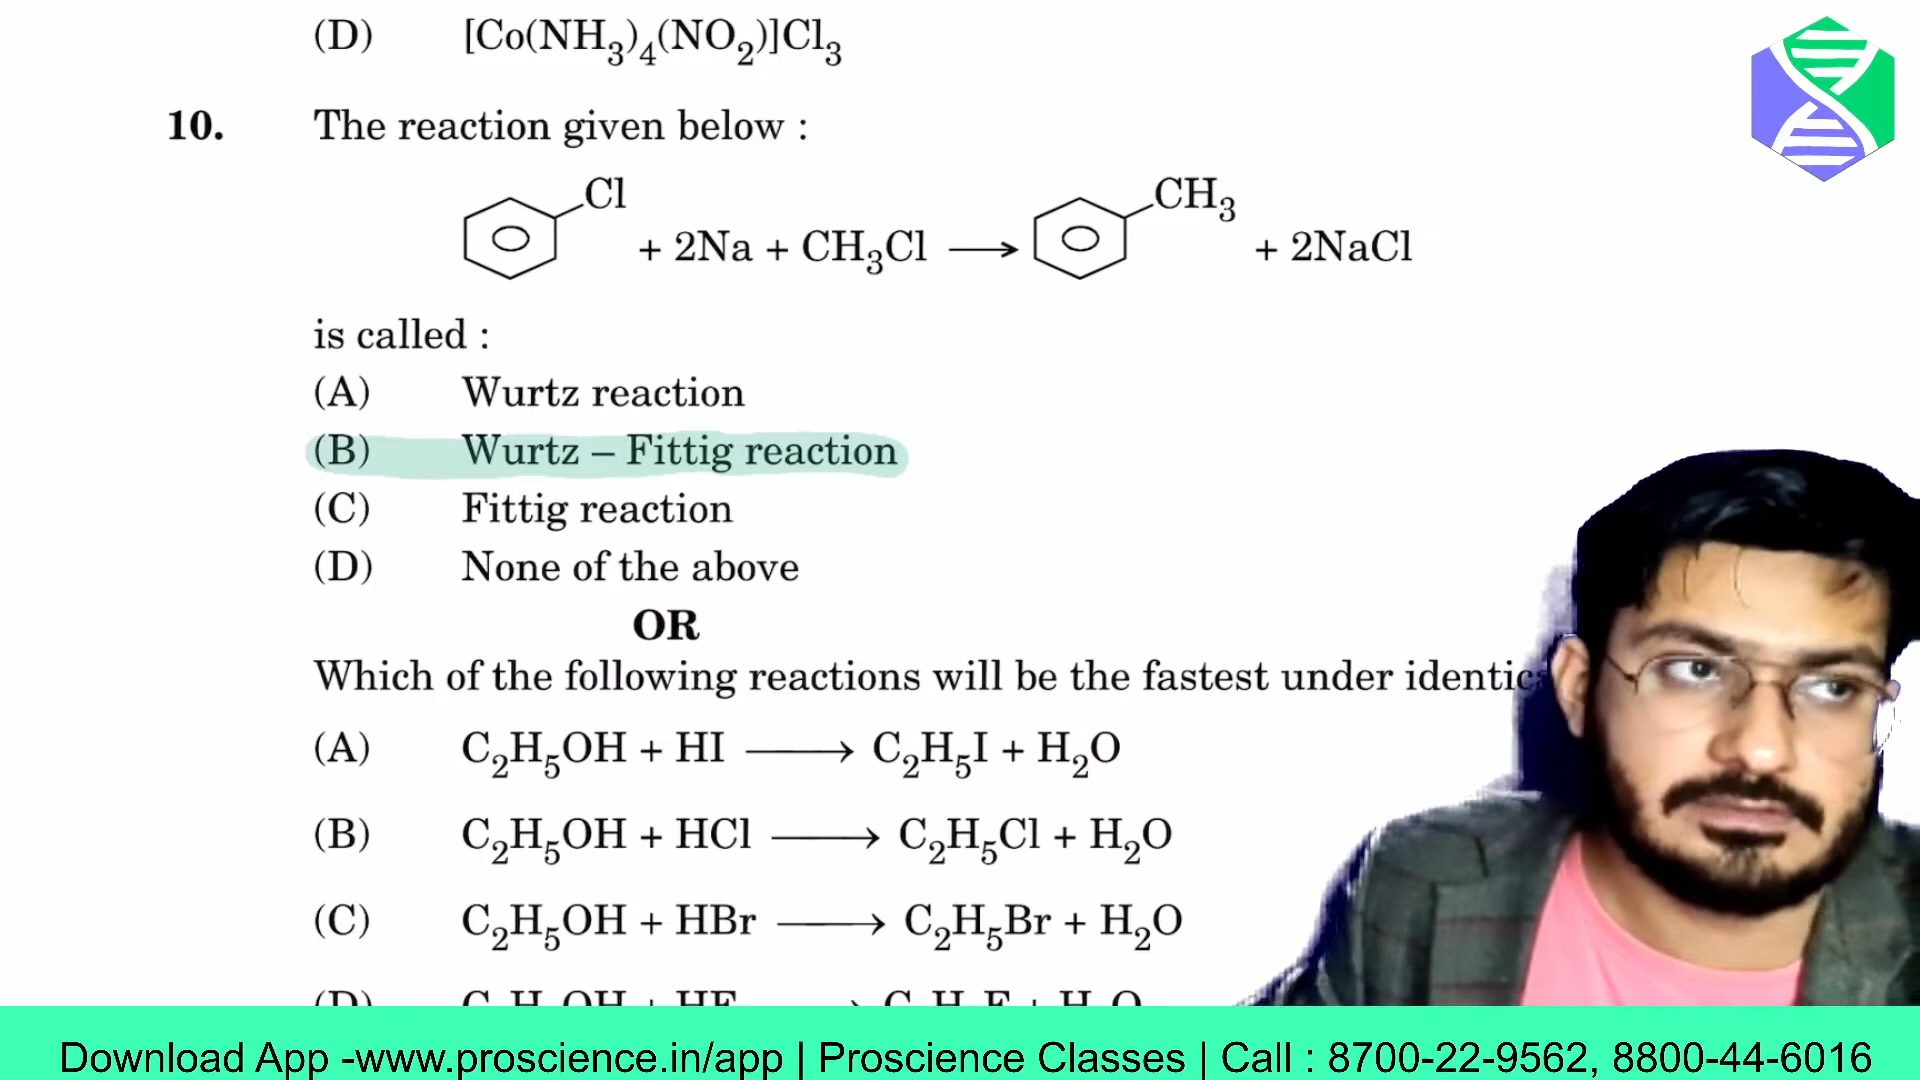 (D) [Co(NH3)4(NO2)]Cl3
10. The reaction given below :
Cl + 2Na + CH3Cl ⟶ CH3 + 2NaCl
is called :
(A) Wurtz reaction
(B) Wurtz – Fittig reaction
(C) Fittig reaction
(D) None of the above
OR
Which of the following reactions will be the fastest under
(A) C2H5OH + HI ⟶ C2H5I + H2O
(B) C2H5OH + HCl ⟶ C2H5Cl + H2O
(C) C2H5OH + HBr ⟶ C2H5Br + H2O
Download App -www.proscience.in/app | Proscience Classes | Call : 8700-22-9562, 8800-44-6016